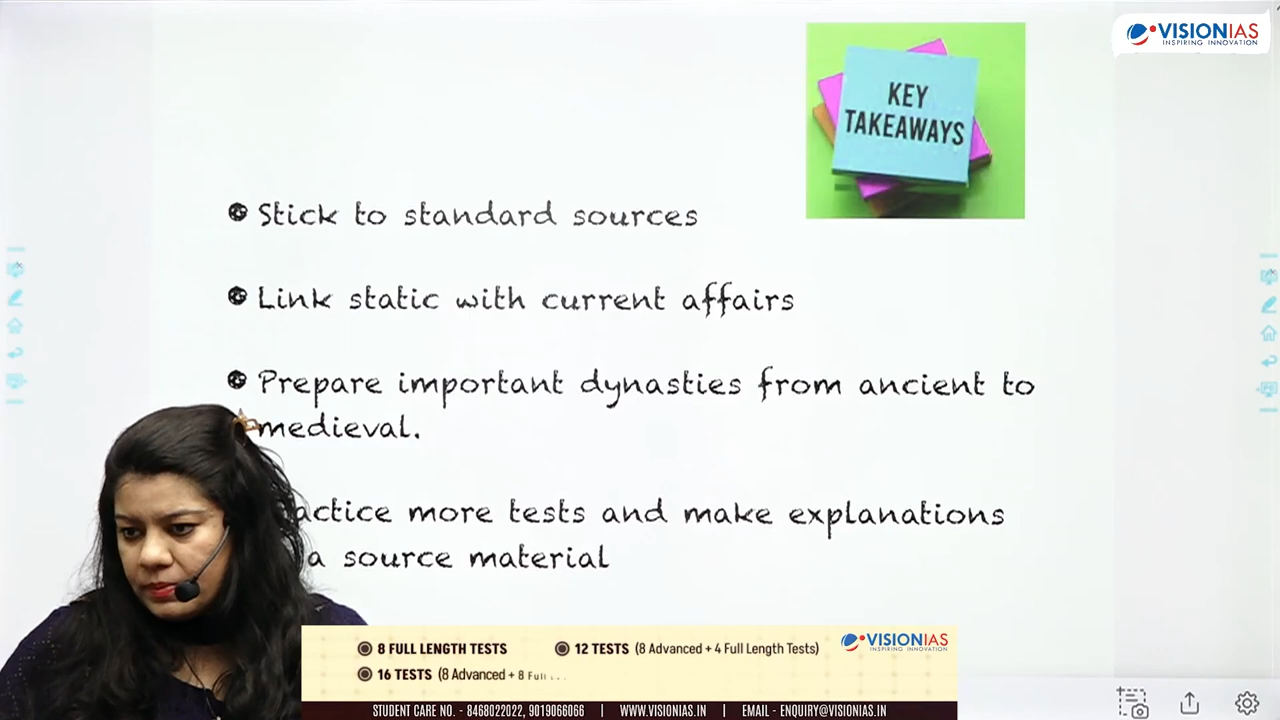 VISIONIAS
INSPIRING INNOVATION
KEY
TAKEAWAYS
Stick to standard sources
Link static with current affairs
Prepare important dynasties from ancient to
medieval.
more tests and make explanations
a source material
8 FULL LENGTH TESTS
12 TESTS (8 Advanced + 4 Full Length Tests)
VISIONIAS
INSPIRING INNOVATION
16 TESTS (8 Advanced + 8 Full
STUDENT CARE NO. - 8468022022, 9019066066 | WWW.VISIONIAS.IN | EMAIL - ENQUIRY@VISIONIAS.IN